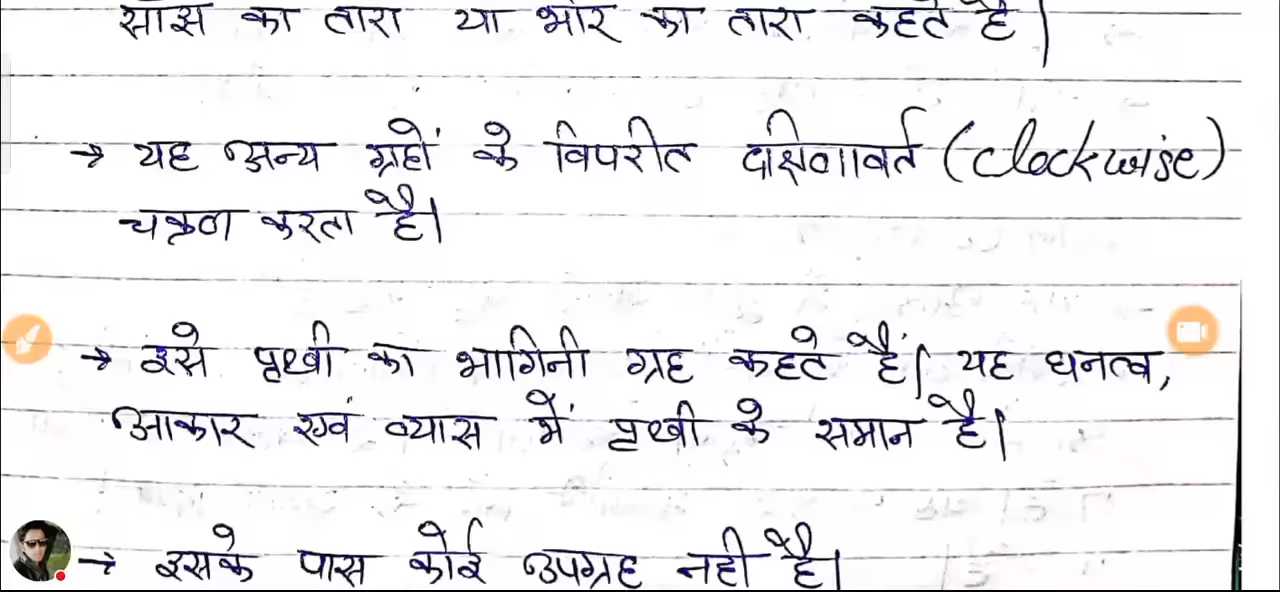 साँझ का तारा या भोर का तारा कहते है।
→ यह अन्य ग्रहों के विपरीत दक्षिणावर्त (clockwise)
चक्रण करता है।
→ इसे पृथ्वी का भागिनी ग्रह कहते हैं। यह घनत्व,
आकार एवं व्यास में पृथ्वी के समान है।
→ इसके पास कोई उपग्रह नही है।